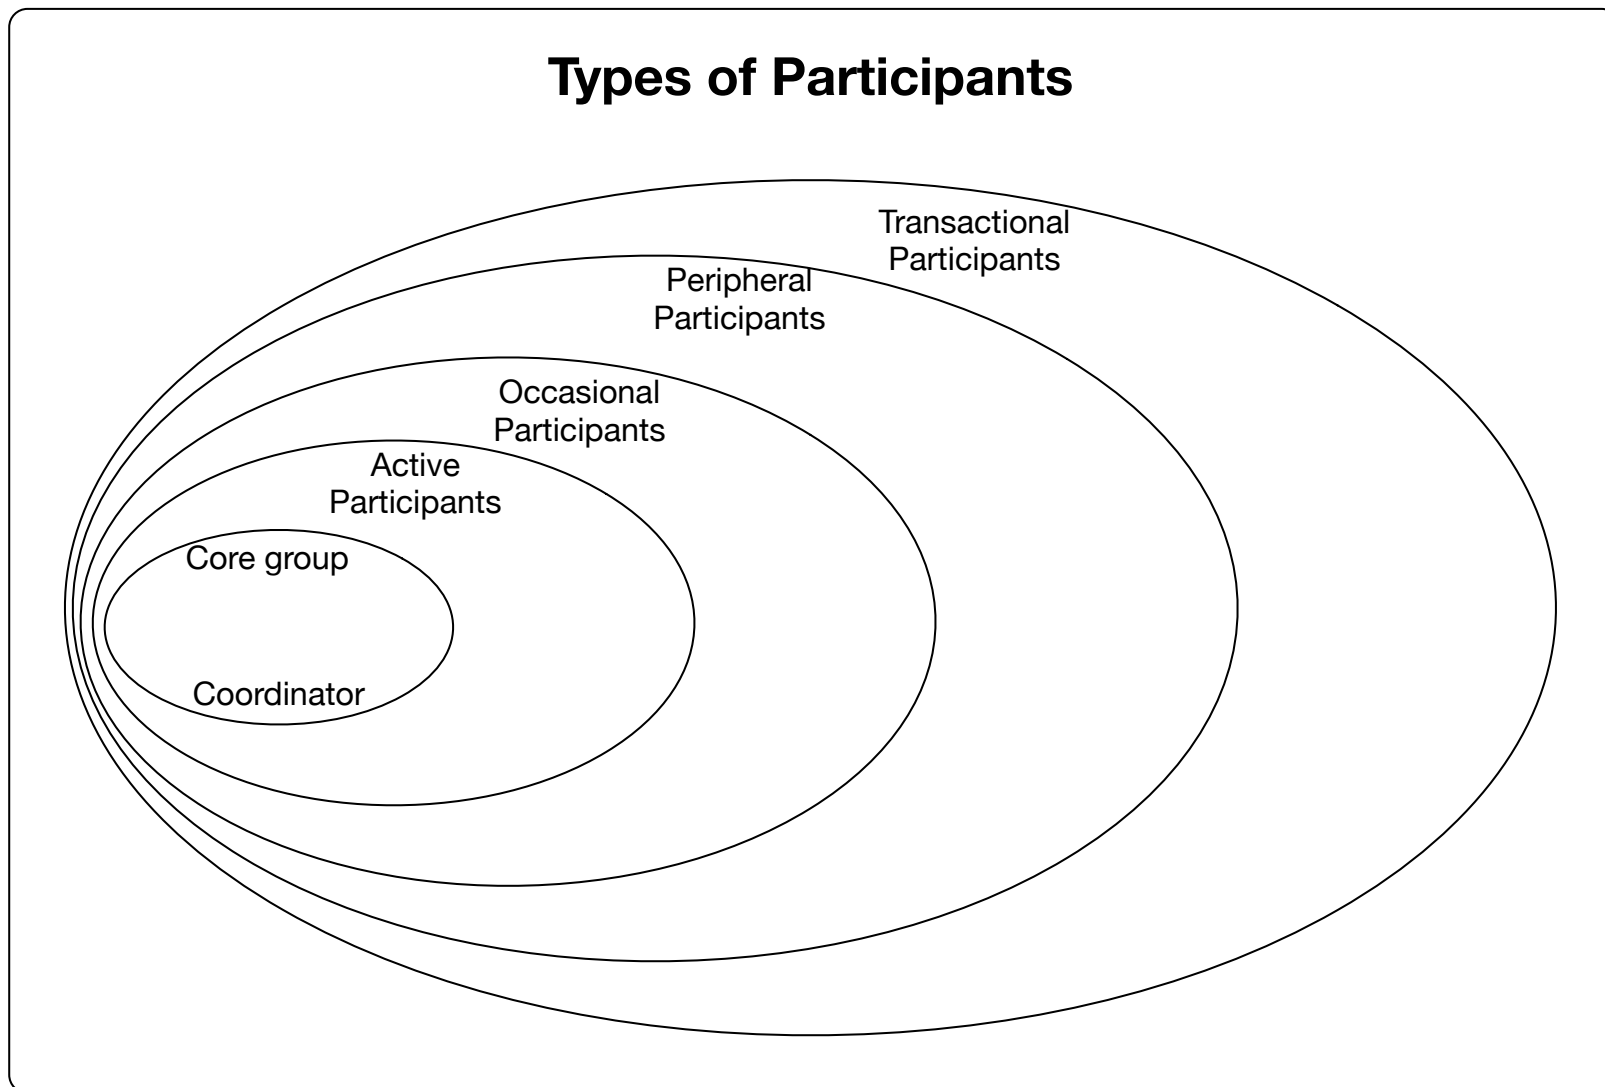 Types of Participants
Transactional
Participants
Peripheral
Participants
Occasional
Participants
Active
Participants
Core group
Coordinator